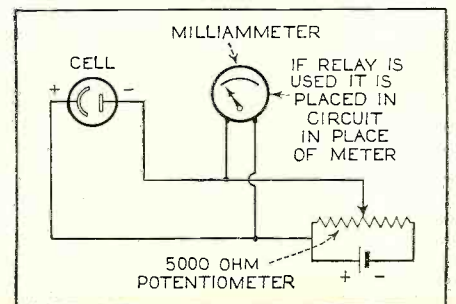 MILLIAMMETER
CELL
+
−
IF RELAY IS
USED IT IS
PLACED IN
CIRCUIT
IN PLACE
OF METER
5000 OHM
POTENTIOMETER
+
−